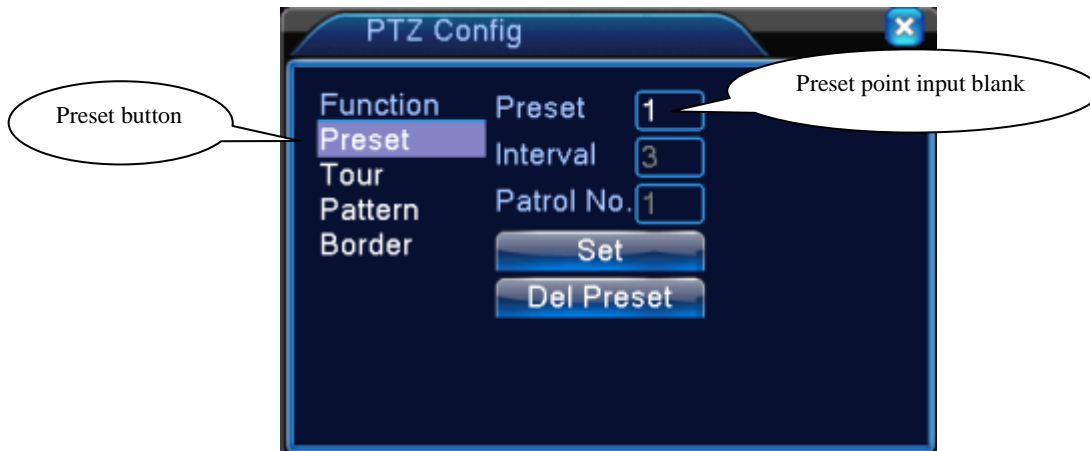 PTZ Config
Preset button
Preset point input blank
Function
Preset
Tour
Pattern
Border
Preset 1
Interval 3
Patrol No. 1
Set
Del Preset